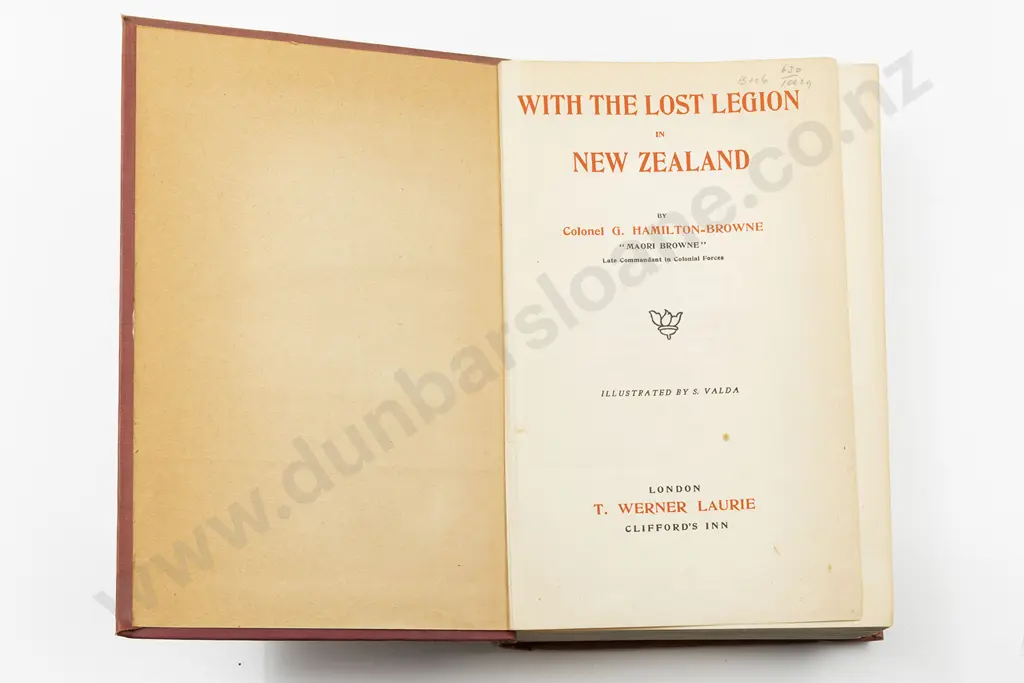 WITH THE LOST LEGION
IN
NEW ZEALAND
BY
Colonel G. HAMILTON-BROWNE
"MAORI BROWNE"
Late Commandant in Colonial Forces
ILLUSTRATED BY S. VALDA
LONDON
T. WERNER LAURIE
CLIFFORD'S INN
www.dunbarsloane.co.nz